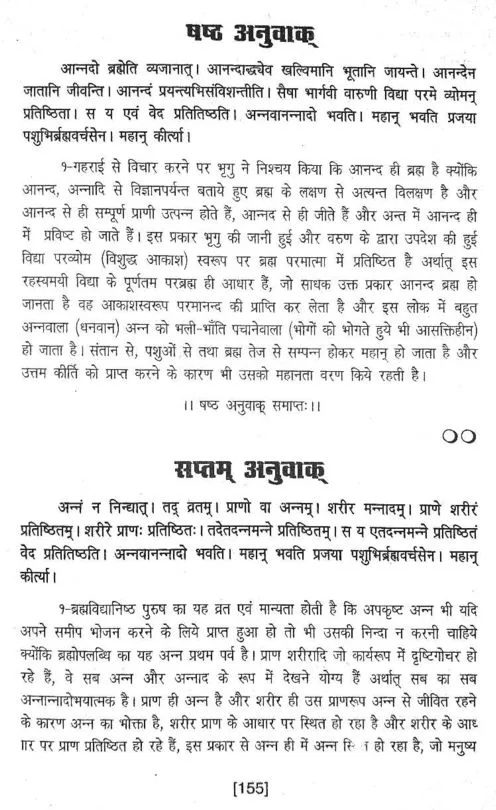 षष्ठ अनुवाक्
आन्नदो ब्रह्मेति व्यजानात्। आनन्दाद्ध्येव खल्विमानि भूतानि जायन्ते। आनन्देन
जातानि जीवन्ति। आनन्दं प्रयन्त्यभिसंविशन्तीति। सैषा भार्गवी वारुणी विद्या परमे व्योमन्
प्रतिष्ठिता। स य एवं वेद प्रतितिष्ठति। अन्नवानन्नादो भवति। महान् भवति प्रजया
पशुभिर्ब्रह्मवर्चसेन। महान् कीर्त्या।
१-गहराई से विचार करने पर भृगु ने निश्चय किया कि आनन्द ही ब्रह्म है क्योंकि
आनन्द, अन्नादि से विज्ञानपर्यन्त बताये हुए ब्रह्म के लक्षण से अत्यन्त विलक्षण है और
आनन्द से ही सम्पूर्ण प्राणी उत्पन्न होते हैं, आन्नद से ही जीते हैं और अन्त में आनन्द ही
में प्रविष्ट हो जाते हैं। इस प्रकार भृगु की जानी हुई और वरुण के द्वारा उपदेश की हुई
विद्या परव्योम (विशुद्ध आकाश) स्वरूप पर ब्रह्म परमात्मा में प्रतिष्ठित है अर्थात् इस
रहस्यमयी विद्या के पूर्णतम परब्रह्म ही आधार हैं, जो साधक उक्त प्रकार आनन्द ब्रह्म हो
जानता है वह आकाशस्वरूप परमानन्द की प्राप्ति कर लेता है और इस लोक में बहुत
अन्नवाला (धनवान) अन्न को भली-भाँति पचानेवाला (भोगों को भोगते हुये भी आसक्तिहीन)
हो जाता है। संतान से, पशुओं से तथा ब्रह्म तेज से सम्पन्न होकर महान् हो जाता है और
उत्तम कीर्ति को प्राप्त करने के कारण भी उसको महानता वरण किये रहती है।
।। षष्ठ अनुवाक् समाप्तः।।
सप्तम् अनुवाक्
अन्नं न निन्द्यात्। तद् व्रतम्। प्राणो वा अन्नम्। शरीर मन्नादम्। प्राणे शरीरं
प्रतिष्ठितम्। शरीरे प्राणः प्रतिष्ठितः। तदेतदन्नमन्ने प्रतिष्ठितम्। स य एतदन्नमन्ने प्रतिष्ठितं
वेद प्रतितिष्ठति। अन्नवानन्नादो भवति। महान् भवति प्रजया पशुभिर्ब्रह्मवर्चसेन। महान्
कीर्त्या।
१-ब्रह्मविद्यानिष्ठ पुरुष का यह व्रत एवं मान्यता होती है कि अपकृष्ट अन्न भी यदि
अपने समीप भोजन करने के लिये प्राप्त हुआ हो तो भी उसकी निन्दा न करनी चाहिये
क्योंकि ब्रह्मोपलब्धि का यह अन्न प्रथम पर्व है। प्राण शरीरादि जो कार्यरूप में दृष्टिगोचर हो
रहे हैं, वे सब अन्न और अन्नाद के रूप में देखने योग्य हैं अर्थात् सब का सब
अन्नान्नादोभयात्मक है। प्राण ही अन्न है और शरीर ही उस प्राणरूप अन्न से जीवित रहने
के कारण अन्न का भोक्ता है, शरीर प्राण के आधार पर स्थित हो रहा है और शरीर के आध
ार पर प्राण प्रतिष्ठित हो रहे हैं, इस प्रकार से अन्न ही में अन्न हो रहा है, जो मनुष्य
[155]